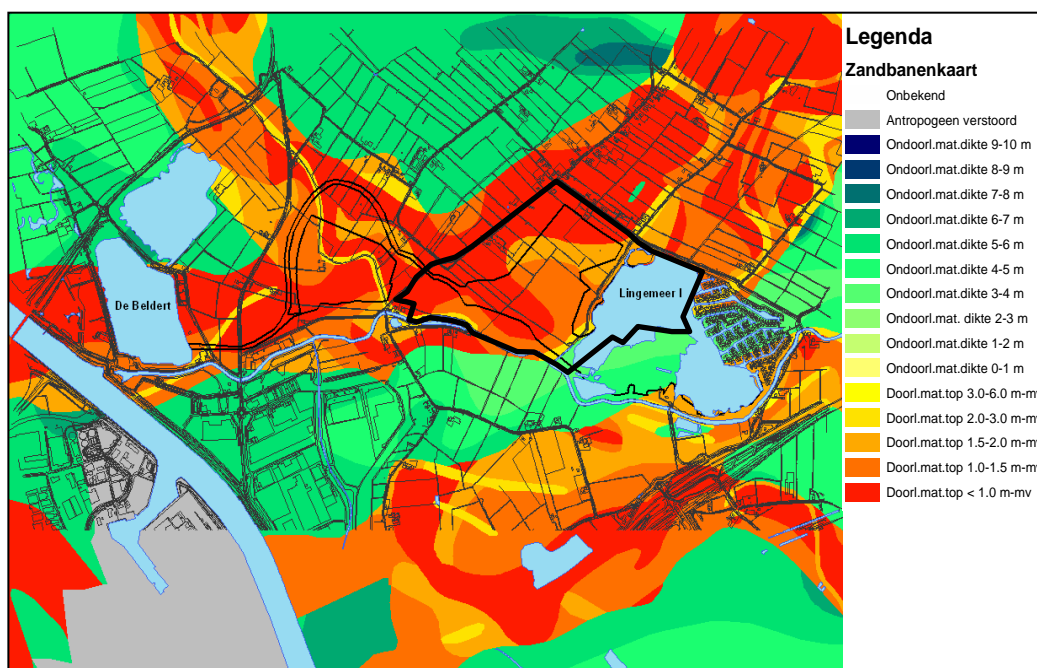 Legenda
Zandbanenkaart
Onbekend
Antropogeen verstoord
Ondoorl.mat.dikte 9-10 m
Ondoorl.mat.dikte 8-9 m
Ondoorl.mat.dikte 7-8 m
Ondoorl.mat.dikte 6-7 m
Ondoorl.mat.dikte 5-6 m
Ondoorl.mat.dikte 4-5 m
Ondoorl.mat.dikte 3-4 m
Ondoorl.mat. dikte 2-3 m
Ondoorl.mat.dikte 1-2 m
Ondoorl.mat.dikte 0-1 m
Doorl.mat.top 3.0-6.0 m-mv
Doorl.mat.top 2.0-3.0 m-mv
Doorl.mat.top 1.5-2.0 m-mv
Doorl.mat.top 1.0-1.5 m-mv
Doorl.mat.top < 1.0 m-mv
De Beldert
Lingemeer I